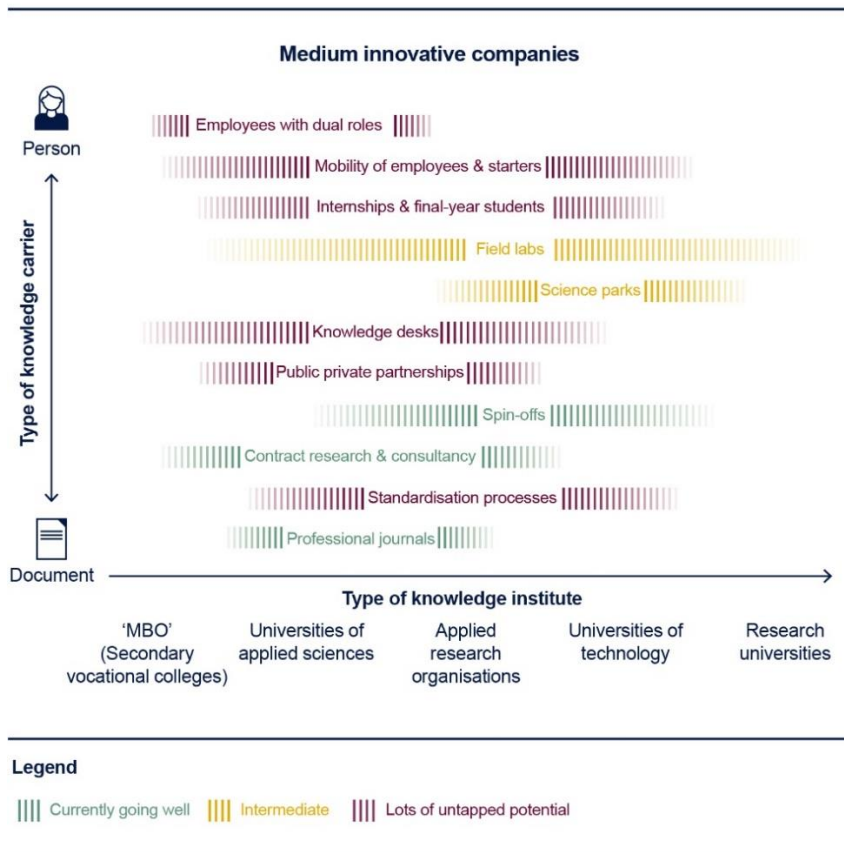 Medium innovative companies
Person
Employees with dual roles
Mobility of employees & starters
Internships & final-year students
Field labs
Science parks
Knowledge desks
Public private partnerships
Spin-offs
Contract research & consultancy
Standardisation processes
Professional journals
Type of knowledge carrier
Document
Type of knowledge institute
‘MBO’
(Secondary
vocational colleges)
Universities of
applied sciences
Applied
research
organisations
Universities of
technology
Research
universities
Legend
Currently going well
Intermediate
Lots of untapped potential